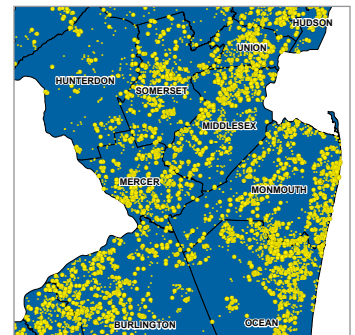 HUDSON
UNION
HUNTERDON
SOMERSET
MIDDLESEX
MERCER
MONMOUTH
OCEAN
BURLINGTON